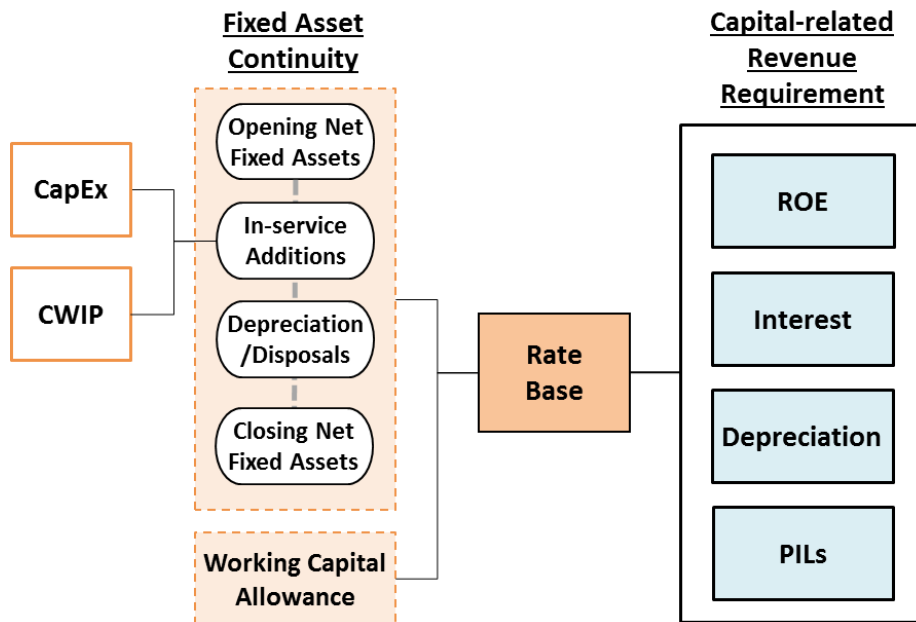 Fixed Asset
Continuity
Capital-related
Revenue
Requirement
CapEx
CWIP
Opening Net
Fixed Assets
In-service
Additions
Depreciation
/Disposals
Closing Net
Fixed Assets
Working Capital
Allowance
Rate
Base
ROE
Interest
Depreciation
PILs